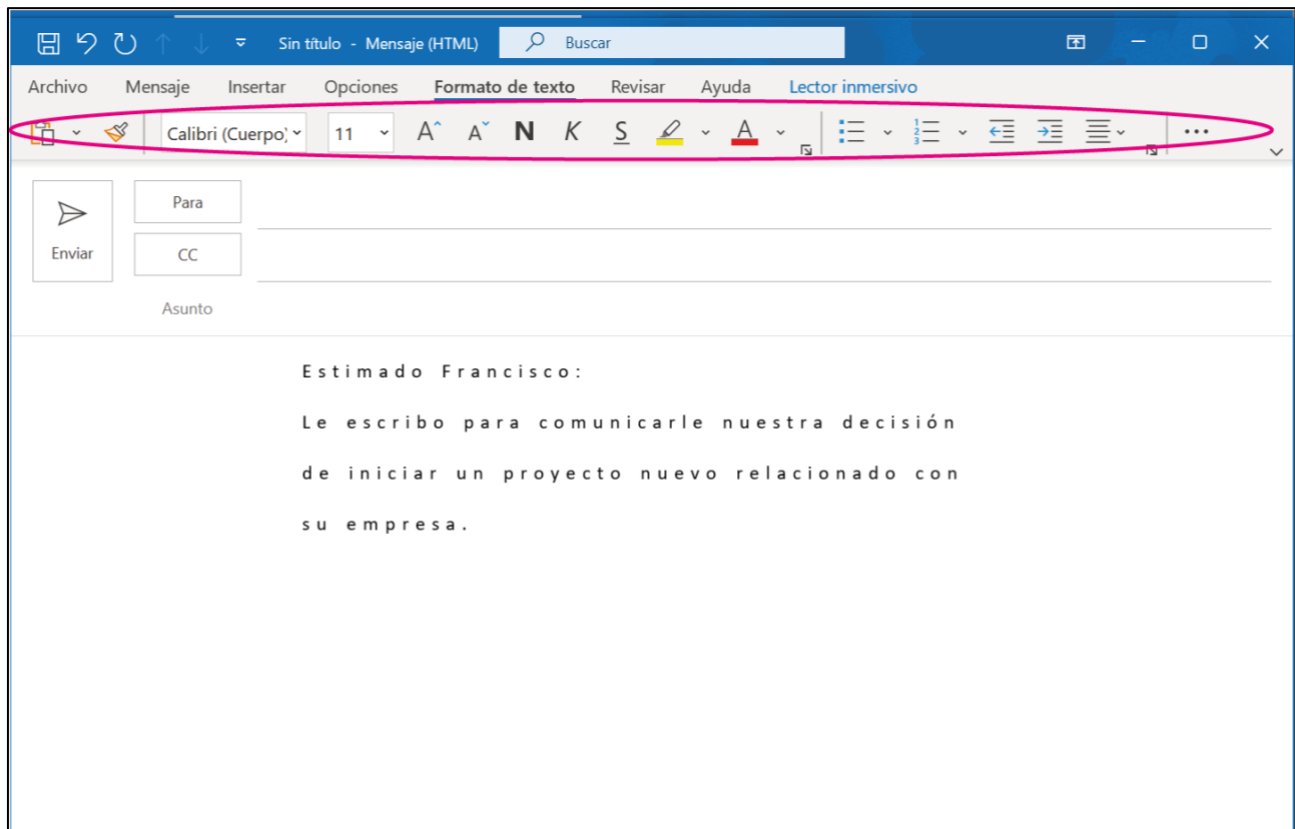 Sin título - Mensaje (HTML)
Buscar
Archivo Mensaje Insertar Opciones Formato de texto Revisar Ayuda Lector inmersivo
Calibri (Cuerpo) 11 A A N K S A
Para
Enviar
CC
Asunto
Estimado Francisco:
Le escribo para comunicarle nuestra decisión
de iniciar un proyecto nuevo relacionado con
su empresa.